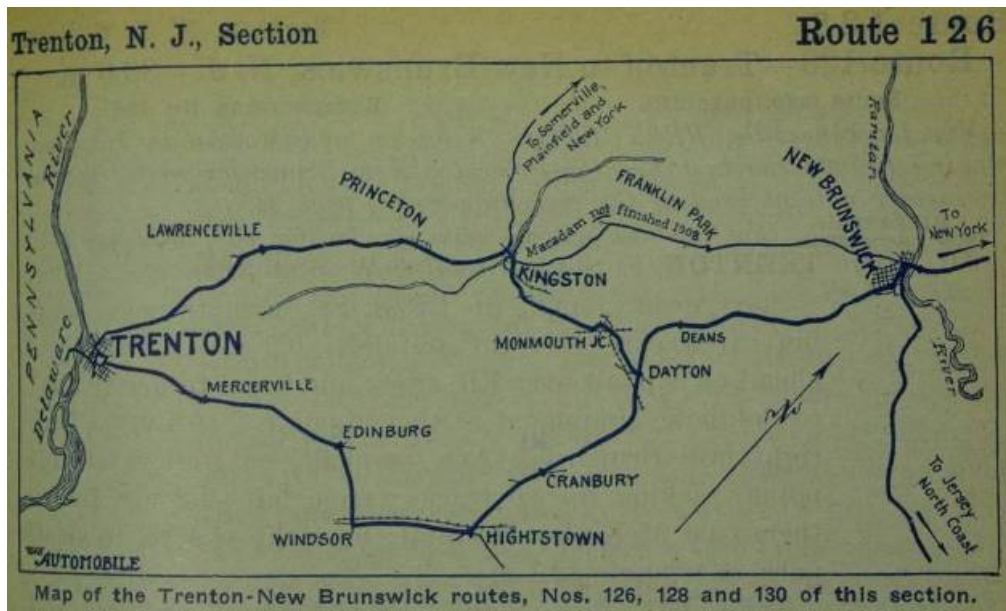 Trenton, N. J., Section
Route 126
PENNSYLVANIA
River
Delaware
To Somerville,
Plainfield and
New York
Raritan
River
NEW BRUNSWICK
To
New York
FRANKLIN PARK
Macadam not finished 1908
PRINCETON
LAWRENCEVILLE
KINGSTON
TRENTON
MONMOUTH JC.
DEANS
DAYTON
MERCERVILLE
N
EDINBURG
CRANBURY
To Jersey
North Coast
WINDSOR
HIGHTSTOWN
THE AUTOMOBILE
Map of the Trenton-New Brunswick routes, Nos. 126, 128 and 130 of this section.